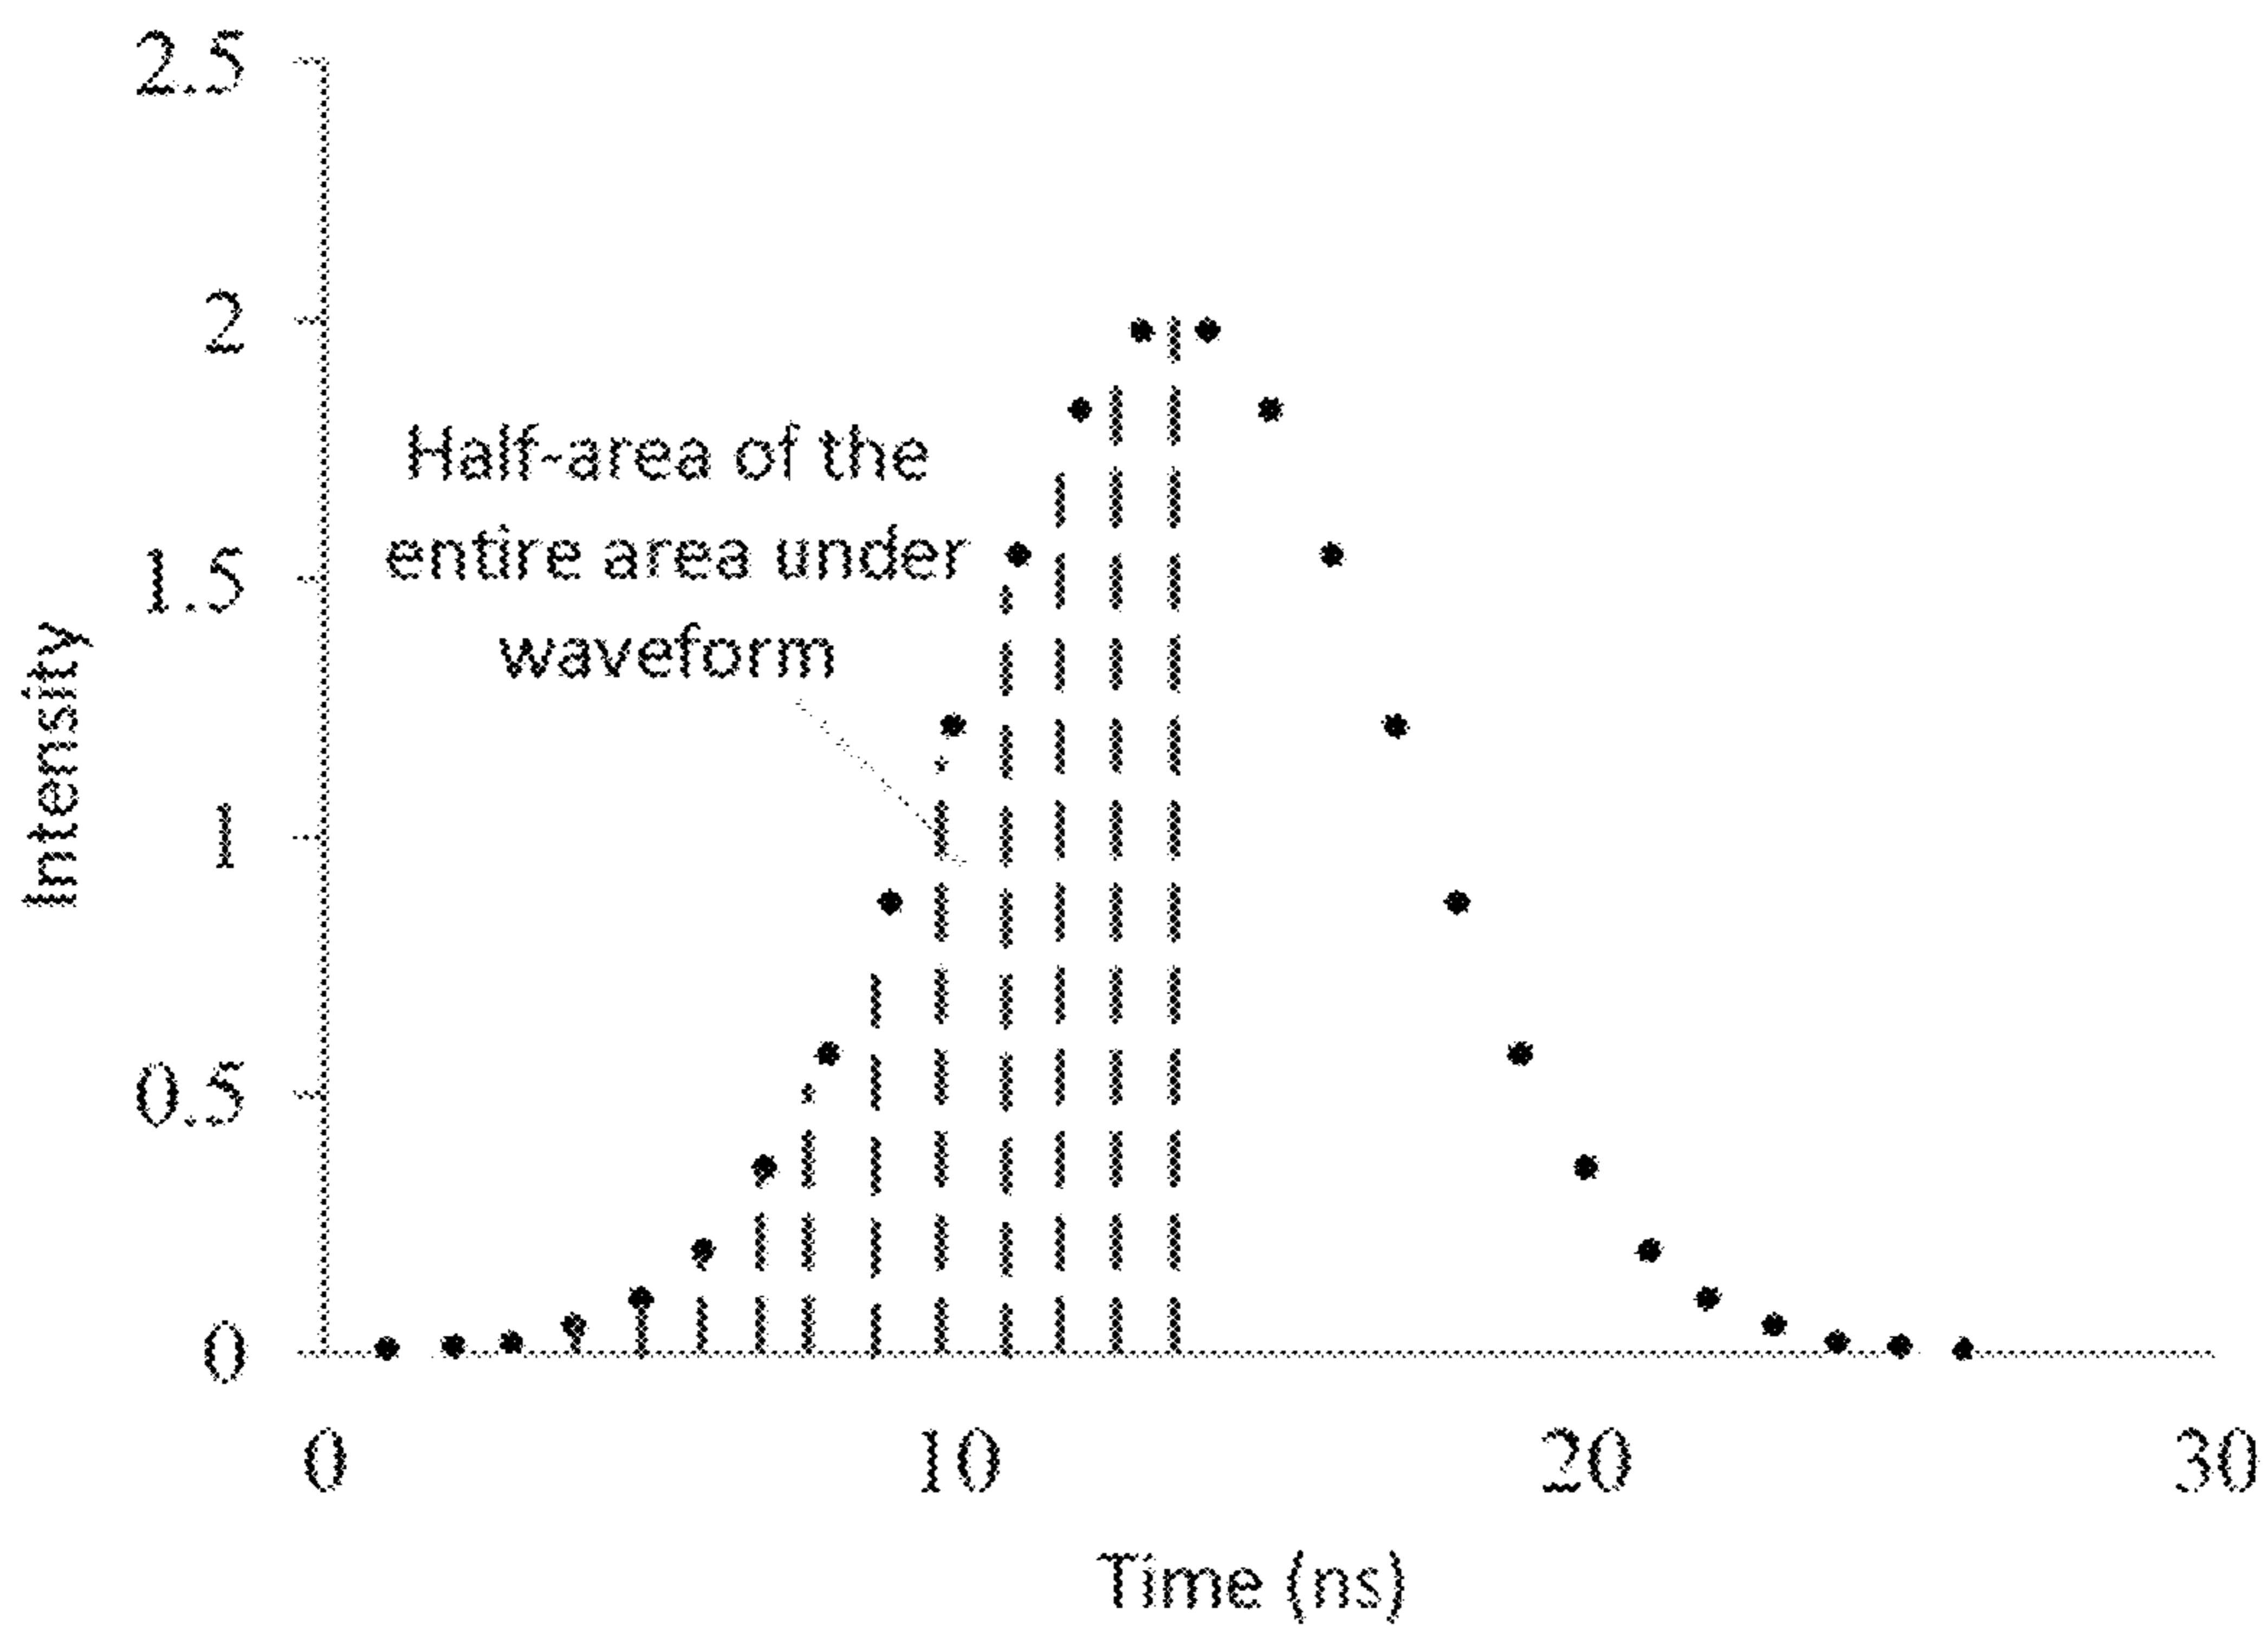 2.5
2
Half-area of the
entire area under
waveform
1.5
1
0.5
0
Intensity
0
10
20
30
Time (ns)